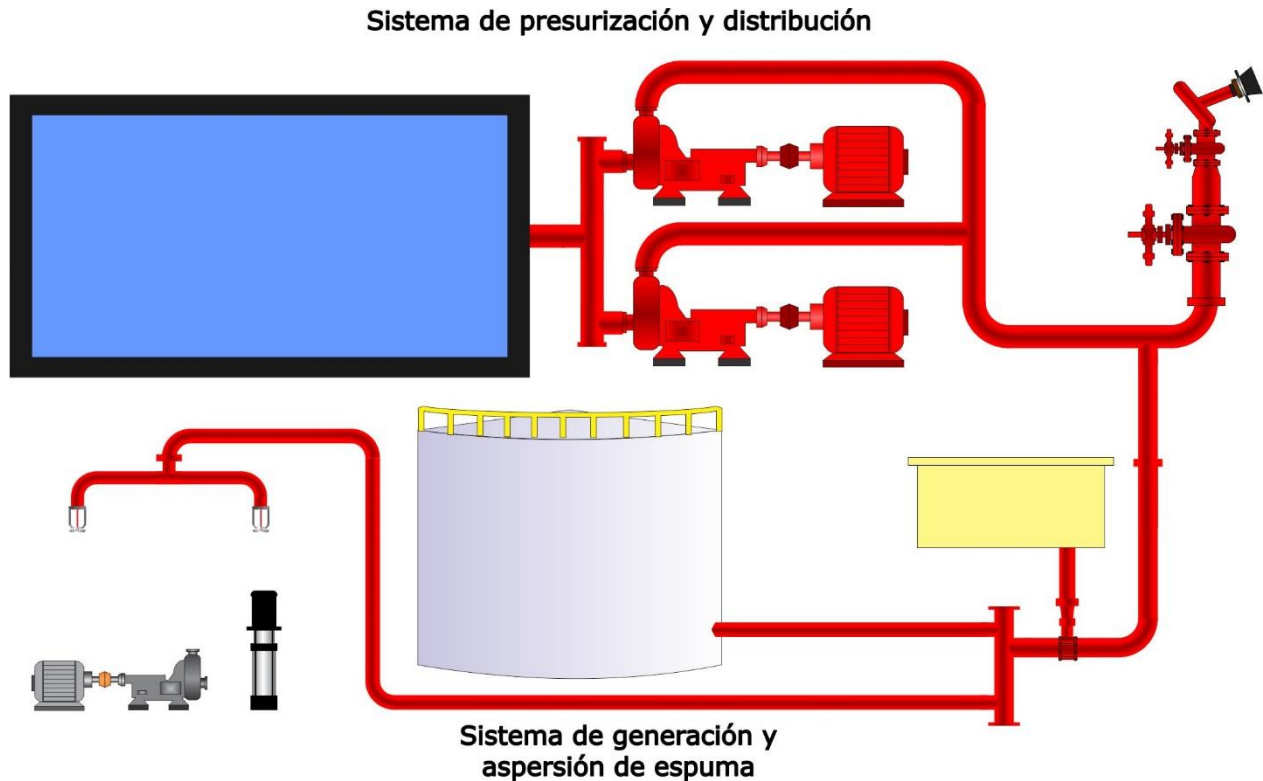 Sistema de presurización y distribución
Sistema de generación y
aspersión de espuma